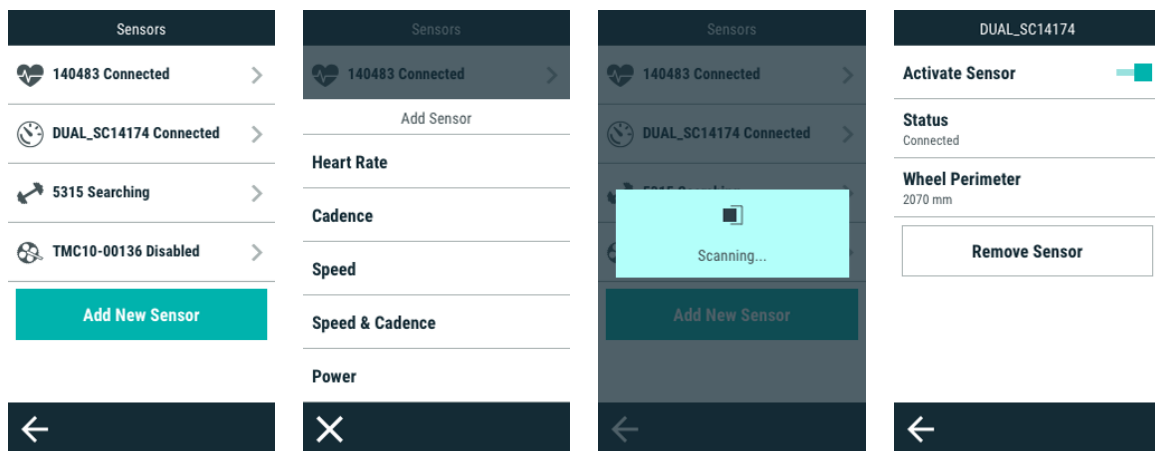 Sensors
140483 Connected
DUAL_SC14174 Connected
5315 Searching
TMC10-00136 Disabled
Add New Sensor
Sensors
140483 Connected
Add Sensor
Heart Rate
Cadence
Speed
Speed & Cadence
Power
Sensors
140483 Connected
DUAL_SC14174 Connected
Scanning...
Add New Sensor
DUAL_SC14174
Activate Sensor
Status
Connected
Wheel Perimeter
2070 mm
Remove Sensor